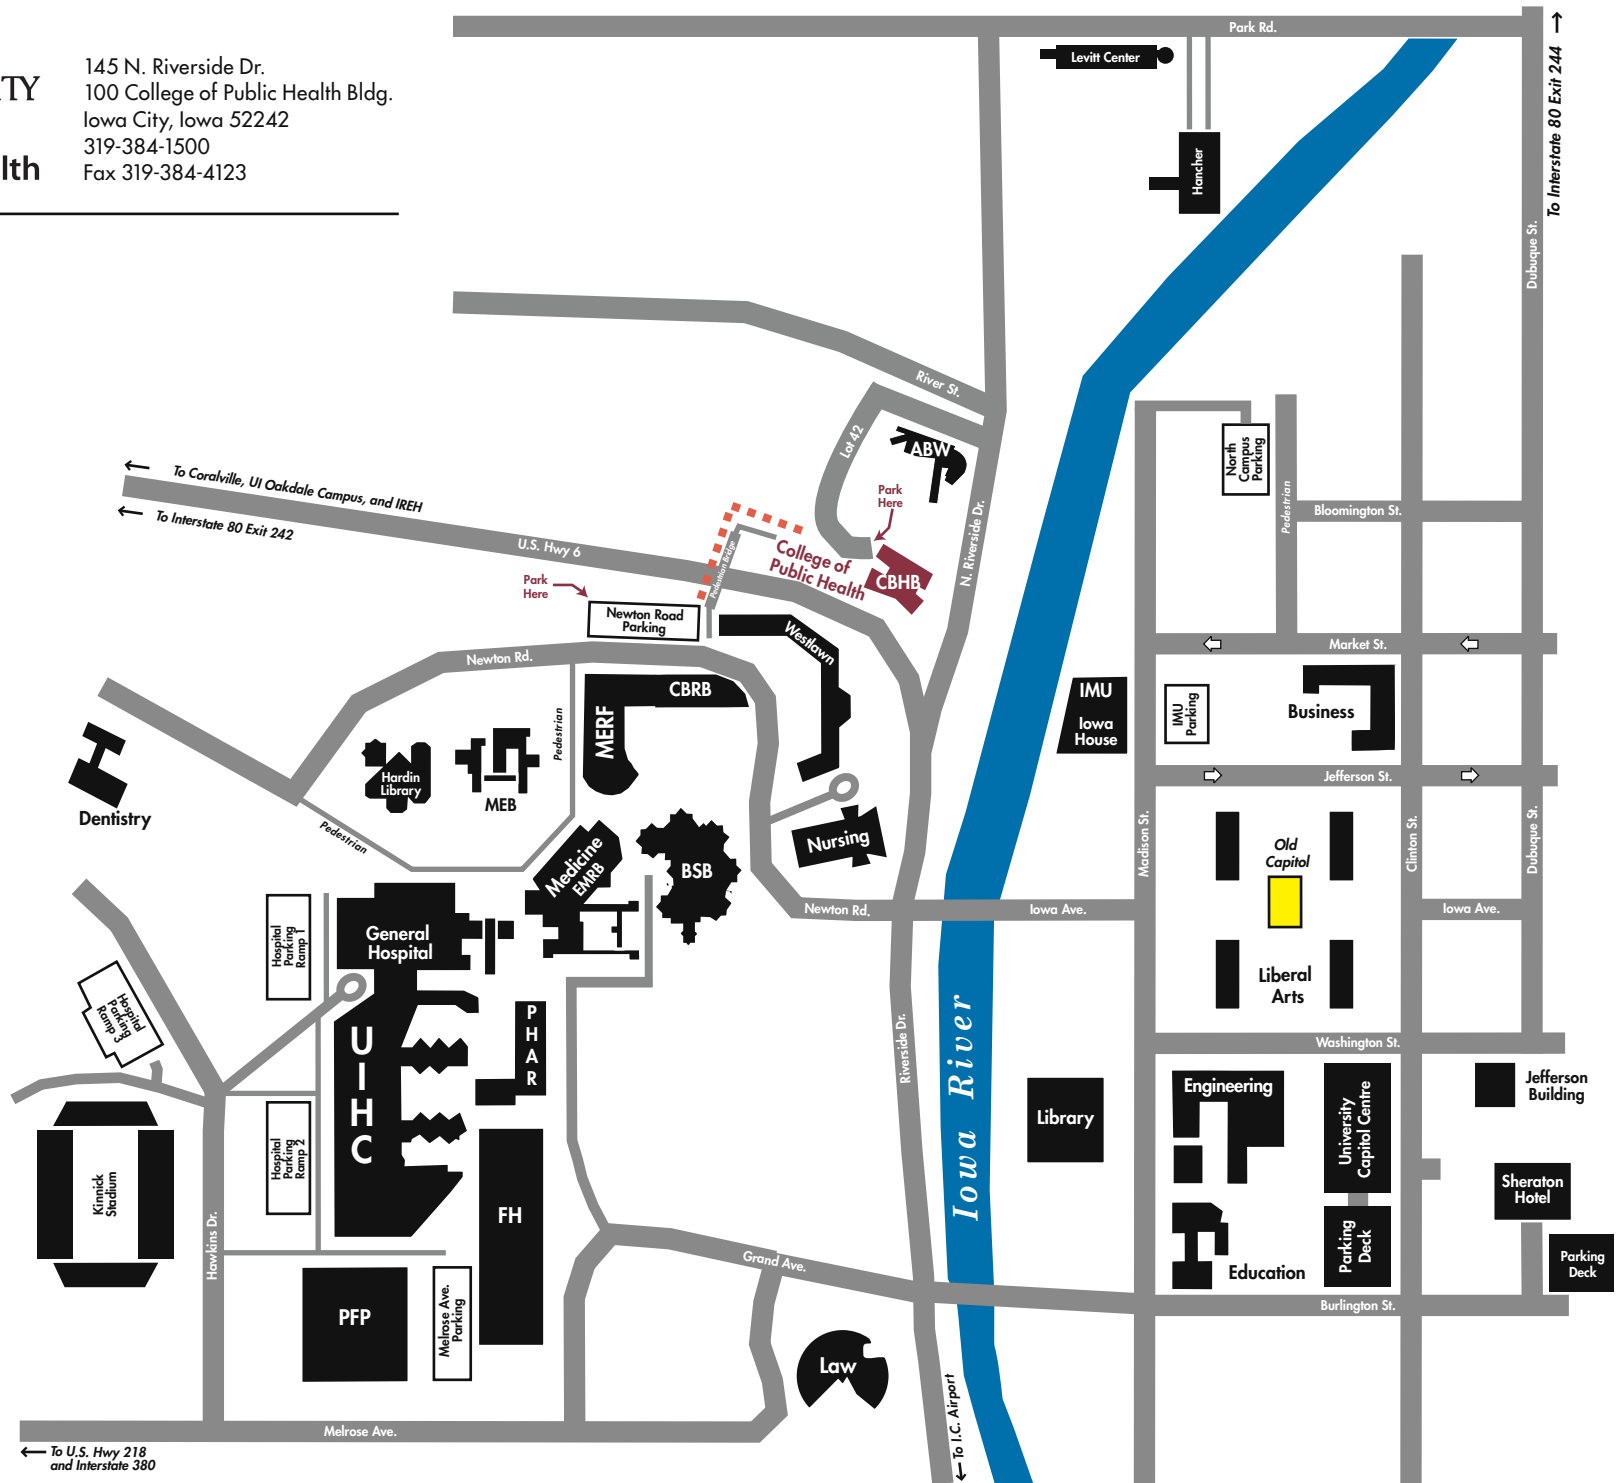 TY
lth
145 N. Riverside Dr.
100 College of Public Health Bldg.
Iowa City, Iowa 52242
319-384-1500
Fax 319-384-4123
Park Rd.
Levitt Center
Hancher
To Interstate 80 Exit 244
Dubuque St.
River St.
Lot 42
ABW
Park
Here
N. Riverside Dr.
North
Campus
Parking
Pedestrian
Bloomington St.
To Coralville, UI Oakdale Campus, and IREH
To Interstate 80 Exit 242
U.S. Hwy 6
Pedestrian Bridge
College of
Public Health
CBHB
Park
Here
Newton Road
Parking
Westlawn
Market St.
Newton Rd.
CBRB
MERF
Pedestrian
IMU
Iowa
House
IMU
Parking
Business
Hardin
Library
MEB
Jefferson St.
Dentistry
Pedestrian
Nursing
Madison St.
Clinton St.
Dubuque St.
Old
Capitol
Medicine
EMRB
BSB
Newton Rd.
Iowa Ave.
Iowa Ave.
Hospital
Parking
Ramp 1
General
Hospital
Liberal
Arts
Hospital
Parking
Ramp 3
UIHC
PHAR
Riverside Dr.
Iowa River
Washington St.
Library
Engineering
University
Capitol Centre
Jefferson
Building
Hospital
Parking
Ramp 2
Kinnick
Stadium
Sheraton
Hotel
FH
Hawkins Dr.
Grand Ave.
Education
Parking
Deck
Parking
Deck
Burlington St.
PFP
Melrose Ave.
Parking
Law
To I.C. Airport
Melrose Ave.
To U.S. Hwy 218
and Interstate 380